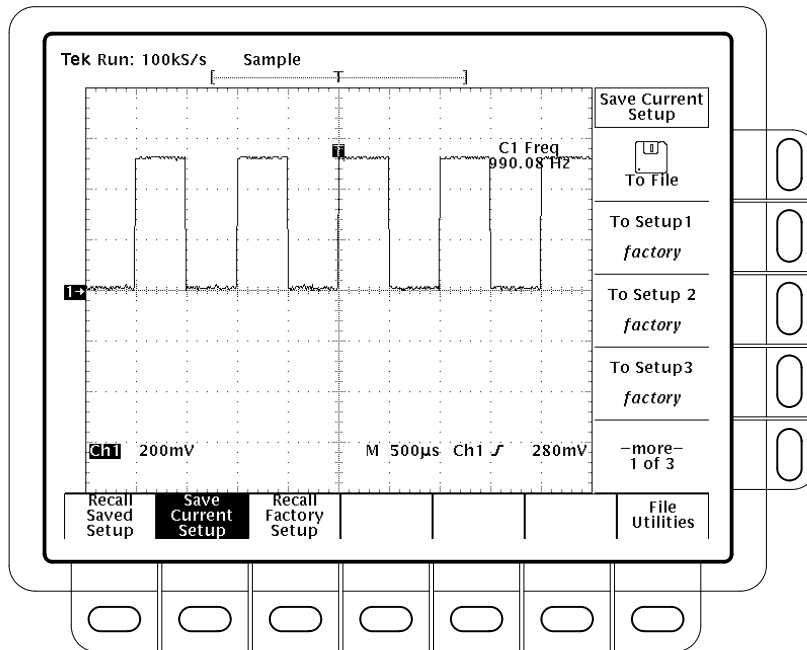 Tek Run: 100kS/s Sample
[ T ]
Save Current
Setup
T
C1 Freq
990.08 Hz
To File
To Setup1
factory
1→
To Setup 2
factory
To Setup3
factory
Ch1 200mV M 500µs Ch1 280mV
–more–
1 of 3
Recall
Saved
Setup
Save
Current
Setup
Recall
Factory
Setup
File
Utilities